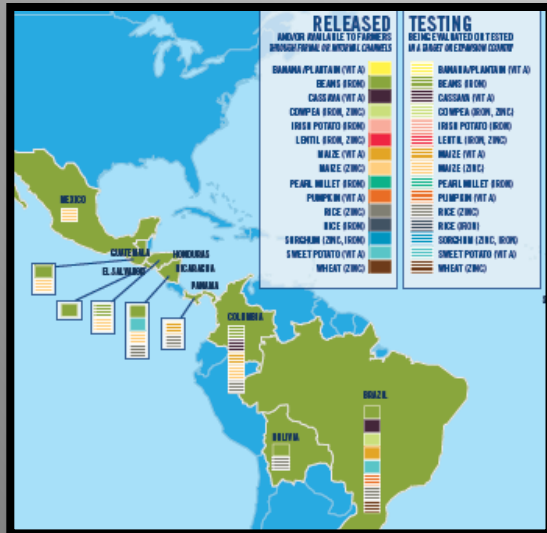 RELEASED
AND/OR AVAILABLE TO FARMERS
THROUGH FORMAL OR INFORMAL CHANNELS
BANANA/PLANTAIN (VIT A)
BEANS (IRON)
CASSAVA (VIT A)
COWPEA (IRON, ZINC)
IRISH POTATO (IRON)
LENTIL (IRON, ZINC)
MAIZE (VIT A)
MAIZE (ZINC)
PEARL MILLET (IRON)
PUMPKIN (VIT A)
RICE (ZINC)
RICE (IRON)
SORGHUM (ZINC, IRON)
SWEET POTATO (VIT A)
WHEAT (ZINC)
TESTING
BEING EVALUATED OR TESTED
IN A TARGET OR EXPANSION COUNTRY
BANANA/PLANTAIN (VIT A)
BEANS (IRON)
CASSAVA (VIT A)
COWPEA (IRON, ZINC)
IRISH POTATO (IRON)
LENTIL (IRON, ZINC)
MAIZE (VIT A)
MAIZE (ZINC)
PEARL MILLET (IRON)
PUMPKIN (VIT A)
RICE (ZINC)
RICE (IRON)
SORGHUM (ZINC, IRON)
SWEET POTATO (VIT A)
WHEAT (ZINC)
MEXICO
GUATEMALA
HONDURAS
EL SALVADOR
NICARAGUA
PANAMA
COLOMBIA
BRAZIL
BOLIVIA